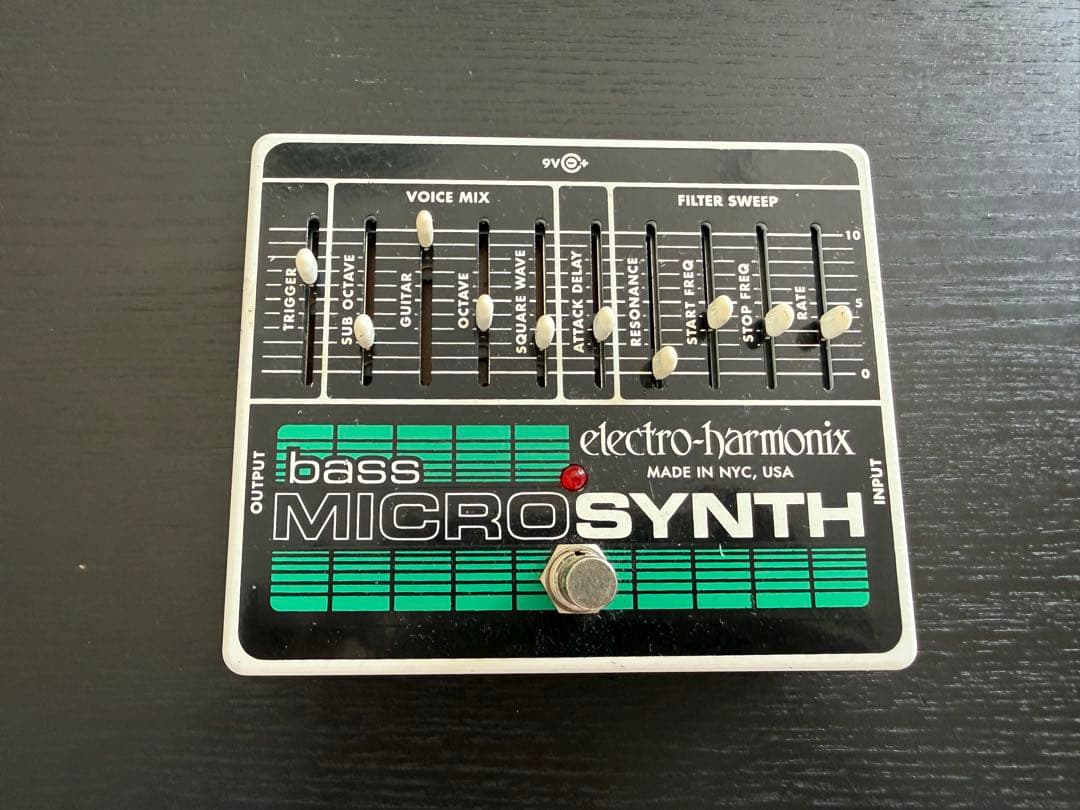 9V +
VOICE MIX
FILTER SWEEP
TRIGGER
SUB OCTAVE
GUITAR
OCTAVE
SQUARE WAVE
ATTACK DELAY
RESONANCE
START FREQ
STOP FREQ
RATE
10
5
0
electro-harmonix
MADE IN NYC, USA
OUTPUT
INPUT
bass
MICROSYNTH